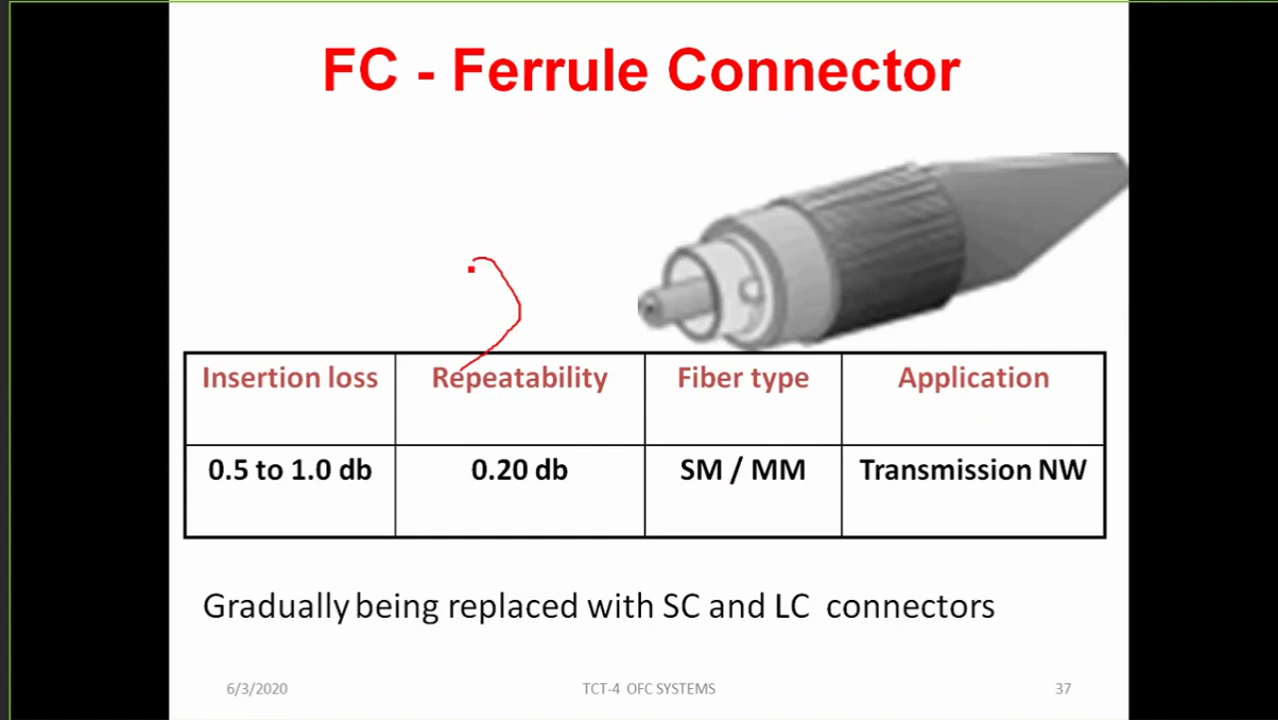 FC - Ferrule Connector
Insertion loss Repeatability Fiber type Application
0.5 to 1.0 db 0.20 db SM / MM Transmission NW
Gradually being replaced with SC and LC connectors
6/3/2020 TCT-4 OFC SYSTEMS 37